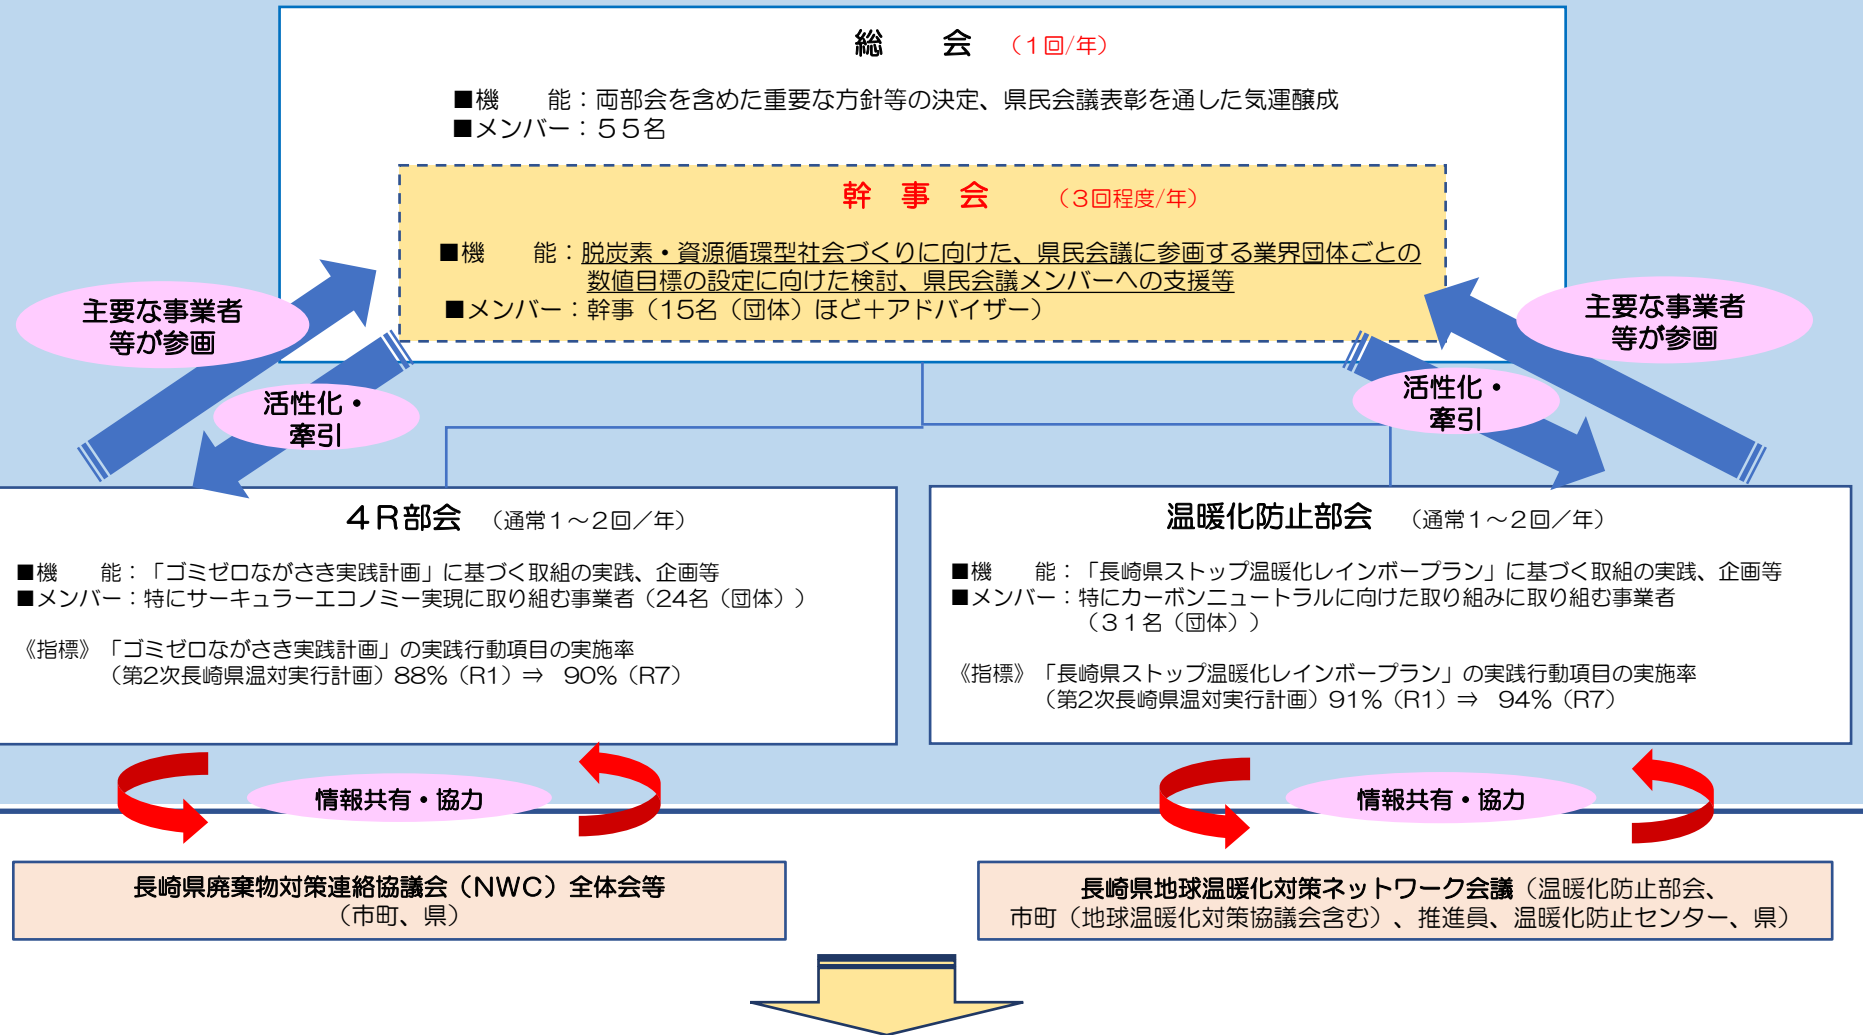 総　会 （１回/年）
■機　　能：両部会を含めた重要な方針等の決定、県民会議表彰を通した気運醸成
■メンバー：５５名
幹　事　会 （３回程度/年）
■機　　能：脱炭素・資源循環型社会づくりに向けた、県民会議に参画する業界団体ごとの
数値目標の設定に向けた検討、県民会議メンバーへの支援等
■メンバー：幹事（15名（団体）ほど＋アドバイザー）
主要な事業者
等が参画
活性化・
牽引
主要な事業者
等が参画
活性化・
牽引
４Ｒ部会 （通常１～２回／年）
■機　　能：「ゴミゼロながさき実践計画」に基づく取組の実践、企画等
■メンバー：特にサーキュラーエコノミー実現に取り組む事業者（24名（団体））
《指標》「ゴミゼロながさき実践計画」の実践行動項目の実施率
（第2次長崎県温対実行計画）88%（R1）⇒　90%（R7）
温暖化防止部会 （通常１～２回／年）
■機　　能：「長崎県ストップ温暖化レインボープラン」に基づく取組の実践、企画等
■メンバー：特にカーボンニュートラルに向けた取り組みに取り組む事業者
（３１名（団体））
《指標》「長崎県ストップ温暖化レインボープラン」の実践行動項目の実施率
（第2次長崎県温対実行計画）91%（R1）⇒　94%（R7）
情報共有・協力
情報共有・協力
長崎県廃棄物対策連絡協議会（ＮＷＣ）全体会等
（市町、県）
長崎県地球温暖化対策ネットワーク会議（温暖化防止部会、
市町（地球温暖化対策協議会含む）、推進員、温暖化防止センター、県）